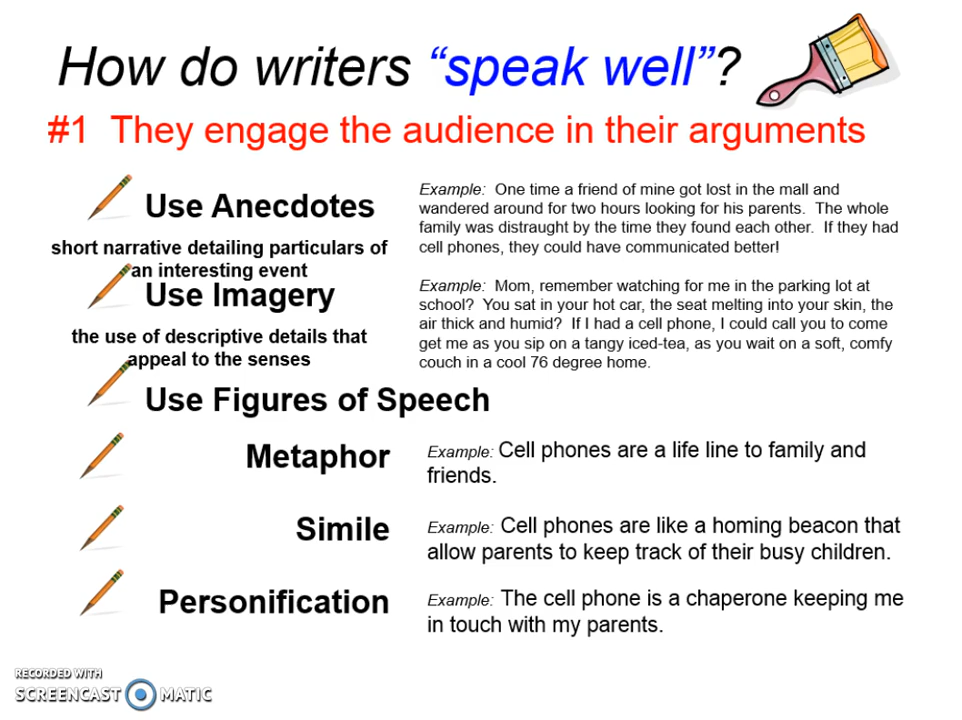 How do writers “speak well”?
#1 They engage the audience in their arguments
Use Anecdotes
short narrative detailing particulars of
an interesting event
Example: One time a friend of mine got lost in the mall and
wandered around for two hours looking for his parents. The whole
family was distraught by the time they found each other. If they had
cell phones, they could have communicated better!
Use Imagery
the use of descriptive details that
appeal to the senses
Example: Mom, remember watching for me in the parking lot at
school? You sat in your hot car, the seat melting into your skin, the
air thick and humid? If I had a cell phone, I could call you to come
get me as you sip on a tangy iced-tea, as you wait on a soft, comfy
couch in a cool 76 degree home.
Use Figures of Speech
Metaphor
Example: Cell phones are a life line to family and
friends.
Simile
Example: Cell phones are like a homing beacon that
allow parents to keep track of their busy children.
Personification
Example: The cell phone is a chaperone keeping me
in touch with my parents.
RECORDED WITH
SCREENCAST MATIC